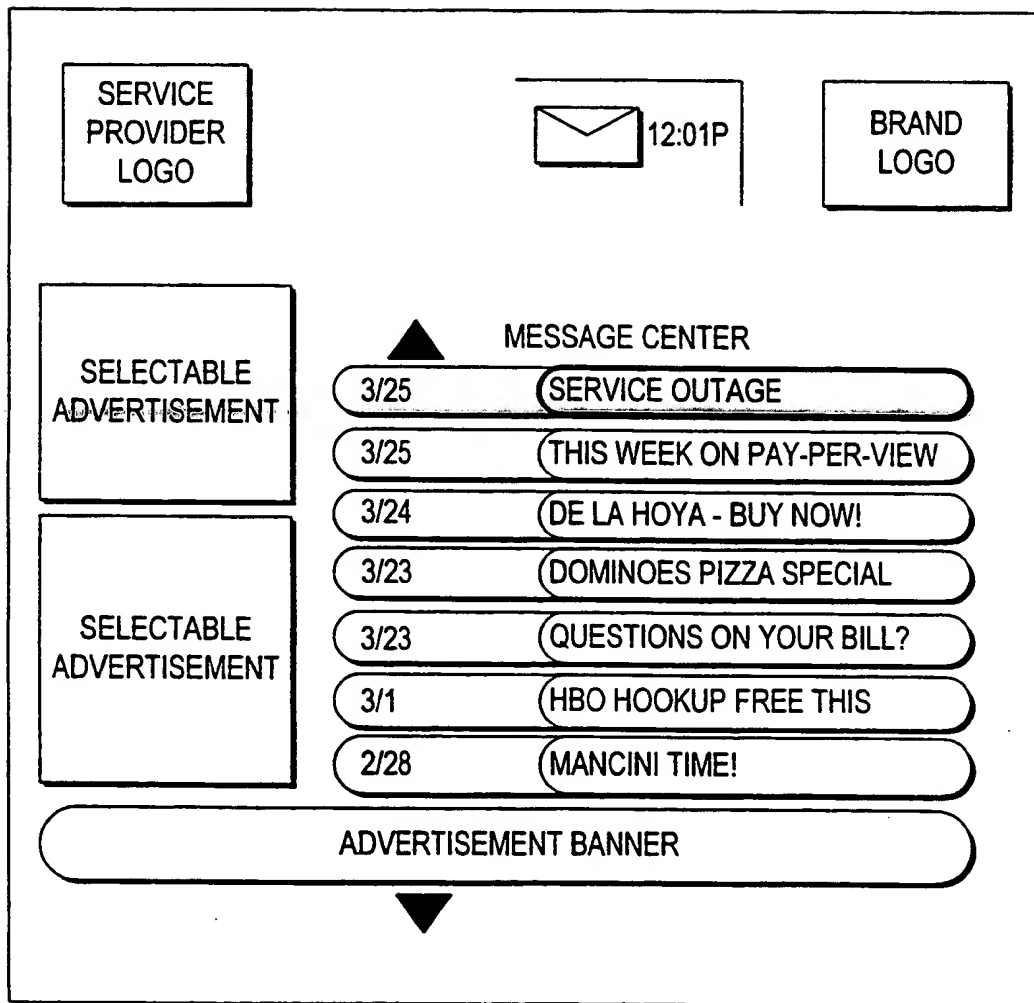 SERVICE
PROVIDER
LOGO
12:01P
BRAND
LOGO
SELECTABLE
ADVERTISEMENT
SELECTABLE
ADVERTISEMENT
MESSAGE CENTER
3/25 SERVICE OUTAGE
3/25 THIS WEEK ON PAY-PER-VIEW
3/24 DE LA HOYA - BUY NOW!
3/23 DOMINOES PIZZA SPECIAL
3/23 QUESTIONS ON YOUR BILL?
3/1 HBO HOOKUP FREE THIS
2/28 MANCINI TIME!
ADVERTISEMENT BANNER